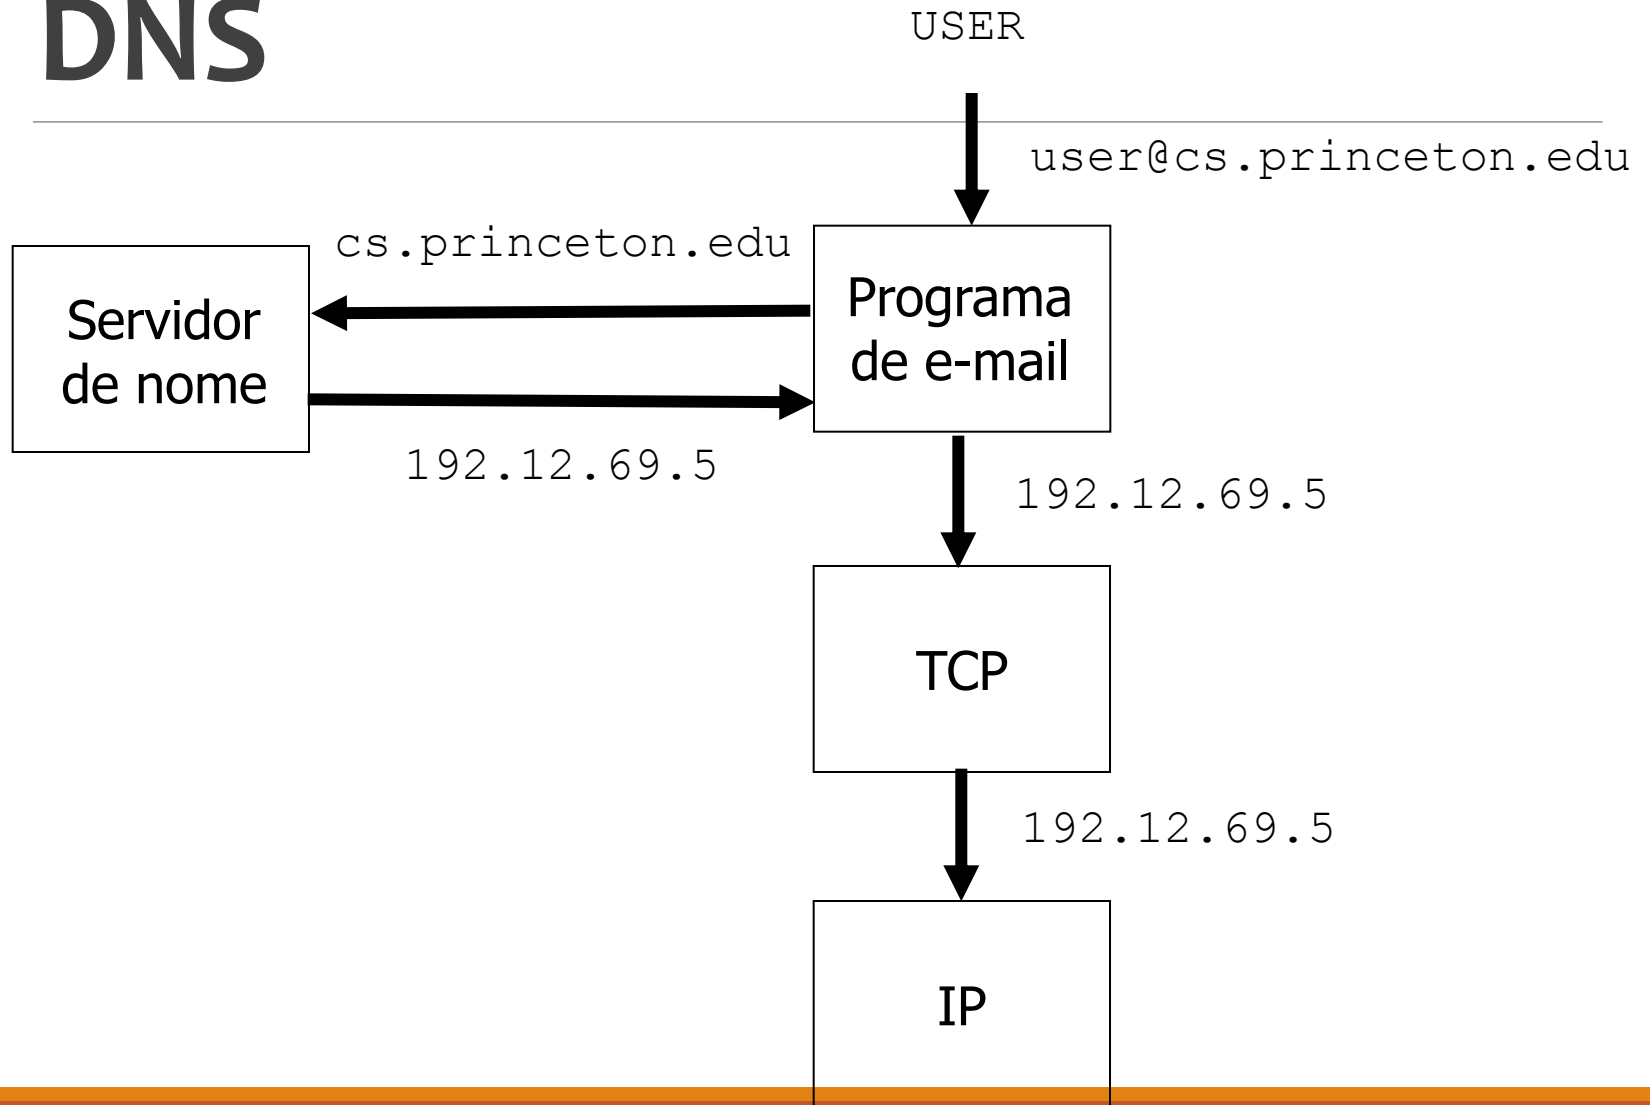 DNS
USER
user@cs.princeton.edu
cs.princeton.edu
Programa
de e-mail
Servidor
de nome
192.12.69.5
192.12.69.5
TCP
192.12.69.5
IP